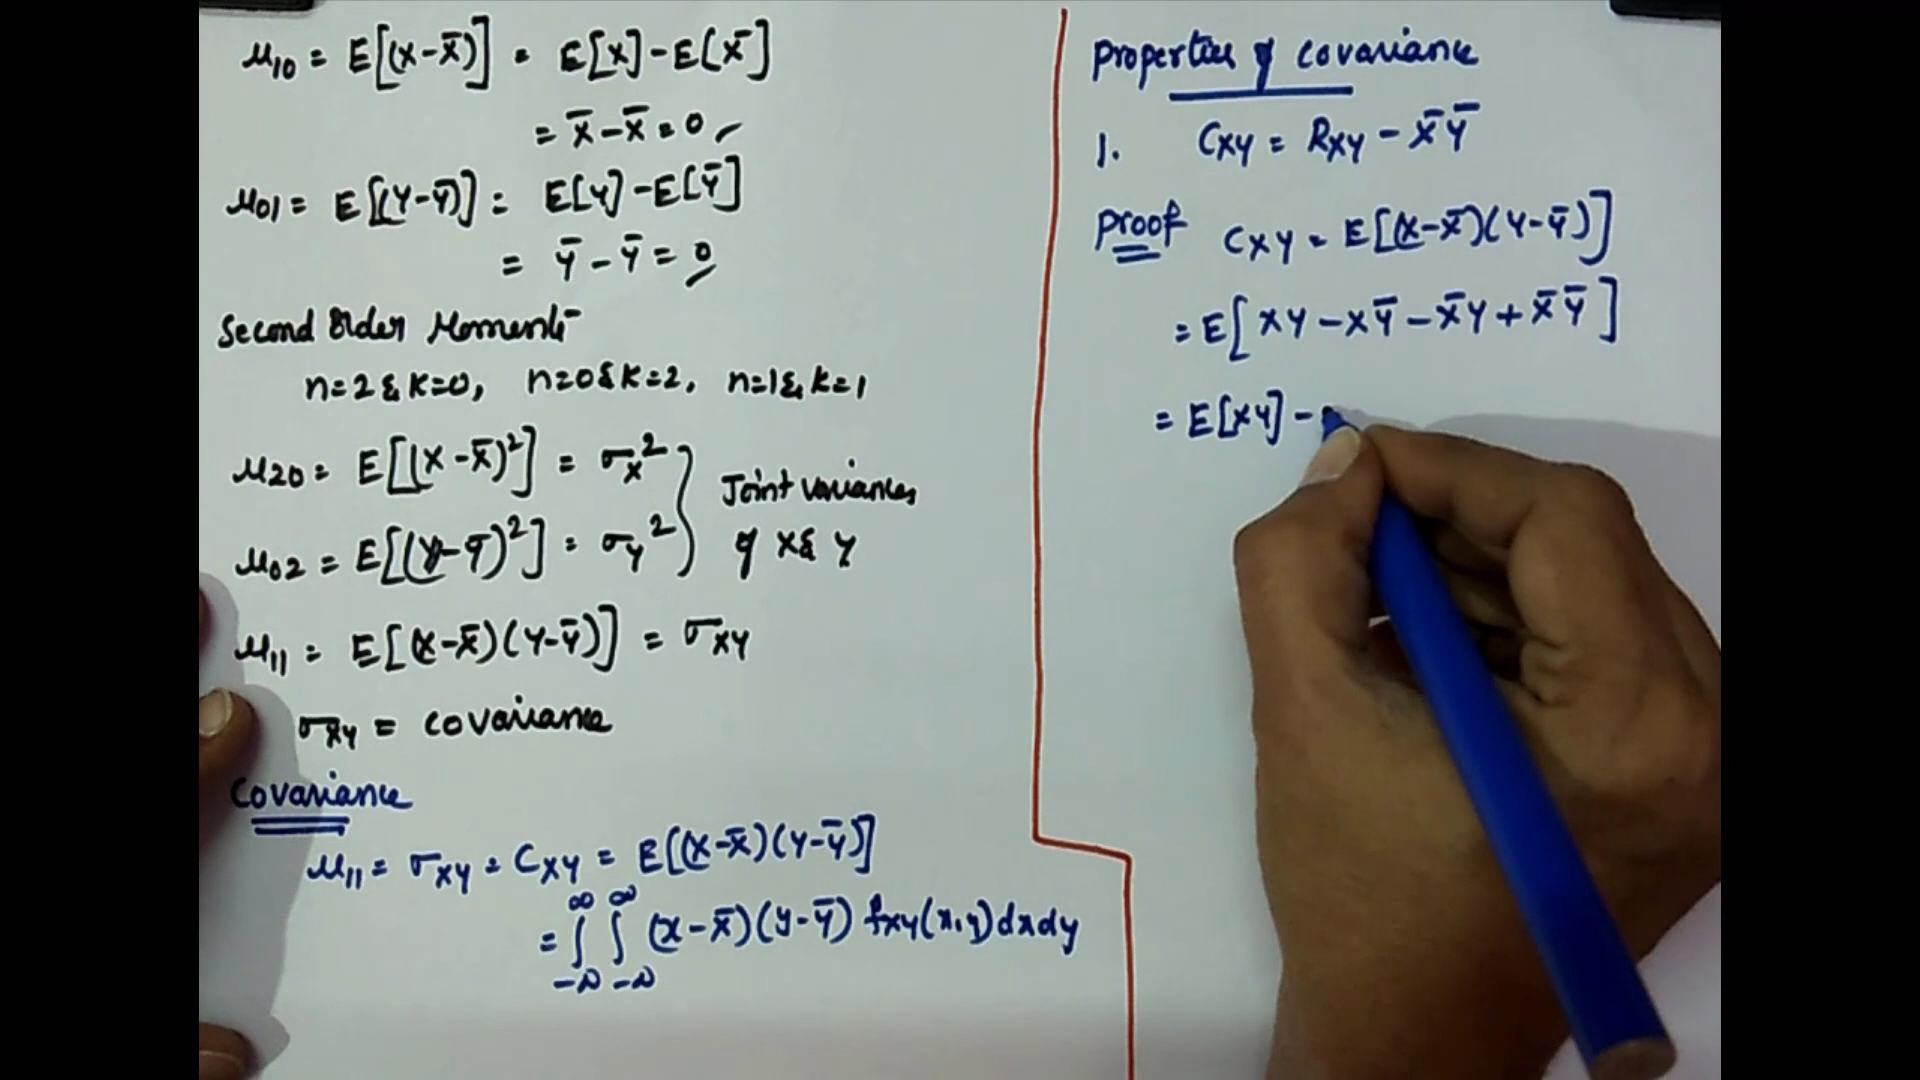 μ10 = E[(X-X̄)] = E[X]-E[X̄]
= X̄-X̄=0
μ01= E[(Y-Ȳ)] = E[Y]-E[Ȳ]
= Ȳ-Ȳ=0
Second Order Moments
n=2&K=0, n=0&K=2, n=1&K=1
μ20= E[(X-X̄)²] = σX²
μ02= E[(Y-Ȳ)²] = σY²
Joint variances
of X& Y
μ11 = E[(X-X̄)(Y-Ȳ)] = σXY
σXY = covariance
Covariance
μ11= σXY = CXY = E[(X-X̄)(Y-Ȳ)]
= ∫-∞^∞ ∫-∞^∞ (x-X̄)(y-Ȳ) fXY(x,y)dxdy
Properties of covariance
1. CXY = RXY - X̄Ȳ
Proof CXY = E[(X-X̄)(Y-Ȳ)]
= E[XY-XȲ-X̄Y+X̄Ȳ]
= E[XY]-